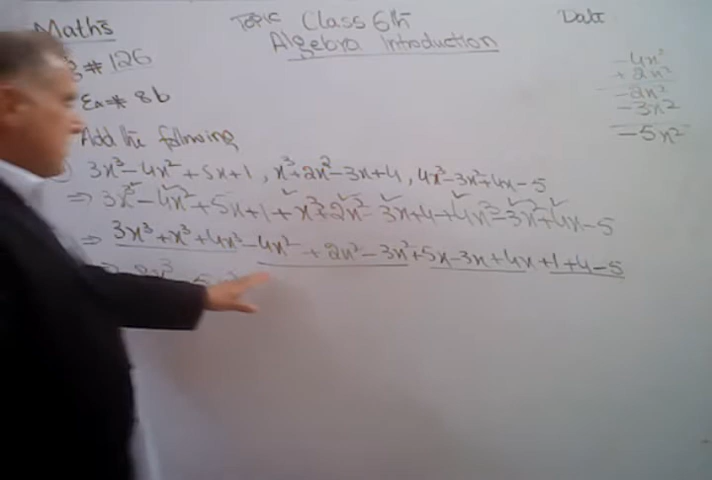 Maths
Topic Class 6th
Date
Algebra Introduction
# 126
Ex # 8b
Add the following
3x³ - 4x² + 5x + 1, x³ + 2x² - 3x + 4, 4x³ - 3x² + 4x - 5
⇒ 3x³ - 4x² + 5x + 1 + x³ + 2x² - 3x + 4 + 4x³ - 3x² + 4x - 5
⇒ 3x³ + x³ + 4x³ - 4x² + 2x² - 3x² + 5x - 3x + 4x + 1 + 4 - 5
8x³
-4x²
+ 2x²
-2x²
-3x²
-5x²